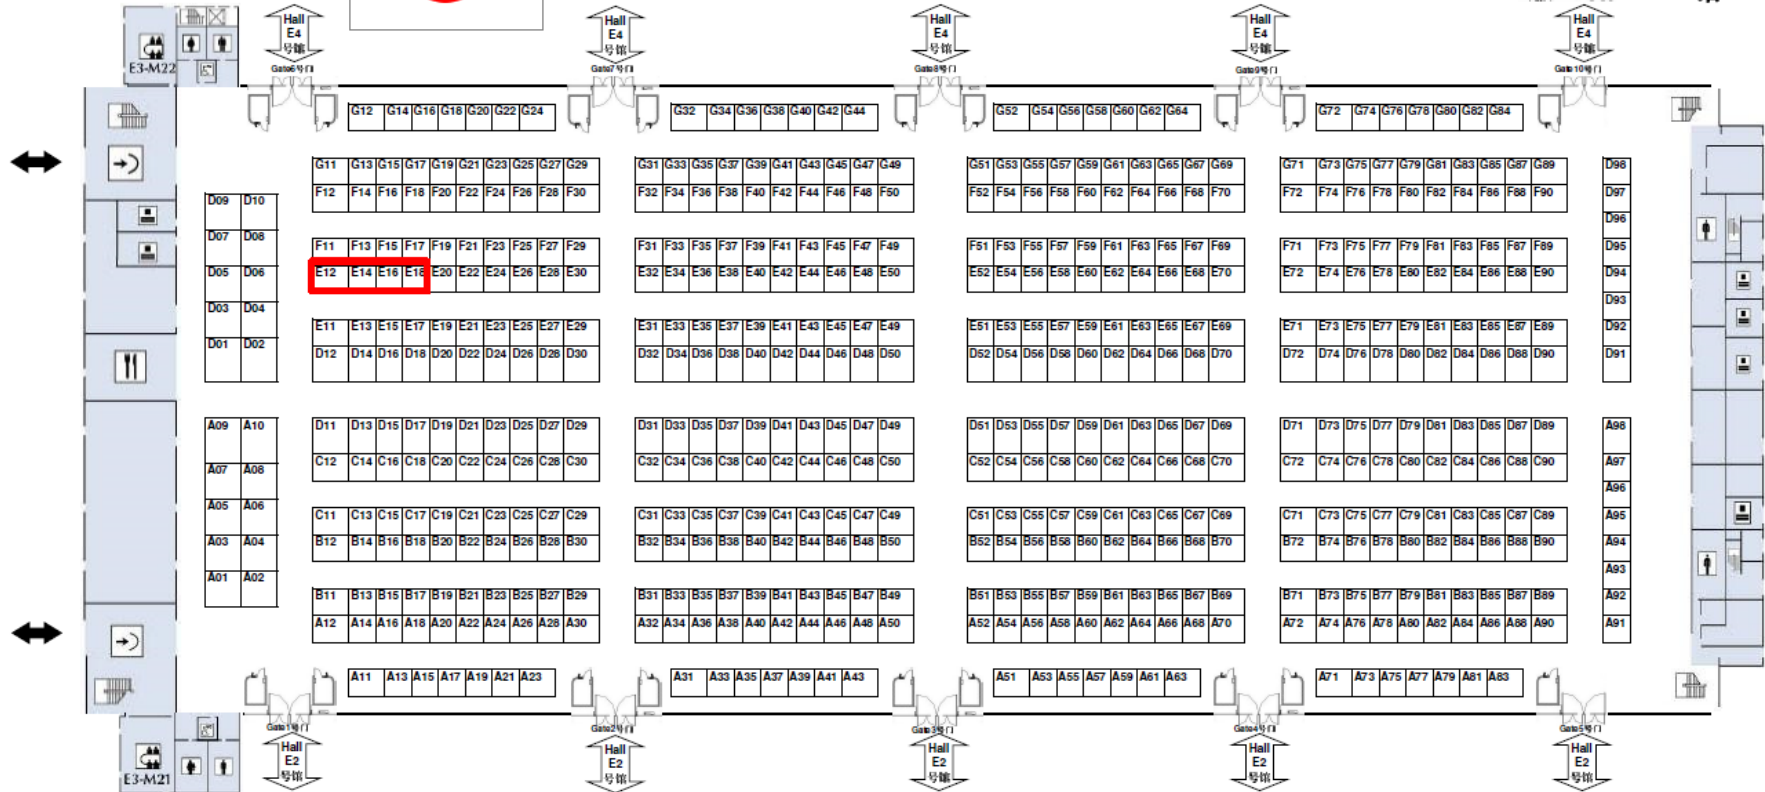 Hall Hall Hall Hall Hall
E4 E4 E4 E4 E4
号馆 号馆 号馆 号馆 号馆
E3-M22
Gate6号门 Gate7号门 Gate8号门 Gate9号门 Gate10号门
G12 G14 G16 G18 G20 G22 G24 G32 G34 G36 G38 G40 G42 G44 G52 G54 G56 G58 G60 G62 G64 G72 G74 G76 G78 G80 G82 G84
G11 G13 G15 G17 G19 G21 G23 G25 G27 G29 G31 G33 G35 G37 G39 G41 G43 G45 G47 G49 G51 G53 G55 G57 G59 G61 G63 G65 G67 G69 G71 G73 G75 G77 G79 G81 G83 G85 G87 G89 D98
F12 F14 F16 F18 F20 F22 F24 F26 F28 F30 F32 F34 F36 F38 F40 F42 F44 F46 F48 F50 F52 F54 F56 F58 F60 F62 F64 F66 F68 F70 F72 F74 F76 F78 F80 F82 F84 F86 F88 F90 D97
D09 D10
D96
D07 D08
F11 F13 F15 F17 F19 F21 F23 F25 F27 F29 F31 F33 F35 F37 F39 F41 F43 F45 F47 F49 F51 F53 F55 F57 F59 F61 F63 F65 F67 F69 F71 F73 F75 F77 F79 F81 F83 F85 F87 F89 D95
D05 D06 E12 E14 E16 E18 E20 E22 E24 E26 E28 E30 E32 E34 E36 E38 E40 E42 E44 E46 E48 E50 E52 E54 E56 E58 E60 E62 E64 E66 E68 E70 E72 E74 E76 E78 E80 E82 E84 E86 E88 E90 D94
D03 D04 D93
E11 E13 E15 E17 E19 E21 E23 E25 E27 E29 E31 E33 E35 E37 E39 E41 E43 E45 E47 E49 E51 E53 E55 E57 E59 E61 E63 E65 E67 E69 E71 E73 E75 E77 E79 E81 E83 E85 E87 E89 D92
D01 D02
D12 D14 D16 D18 D20 D22 D24 D26 D28 D30 D32 D34 D36 D38 D40 D42 D44 D46 D48 D50 D52 D54 D56 D58 D60 D62 D64 D66 D68 D70 D72 D74 D76 D78 D80 D82 D84 D86 D88 D90 D91
A09 A10 D11 D13 D15 D17 D19 D21 D23 D25 D27 D29 D31 D33 D35 D37 D39 D41 D43 D45 D47 D49 D51 D53 D55 D57 D59 D61 D63 D65 D67 D69 D71 D73 D75 D77 D79 D81 D83 D85 D87 D89 A98
C12 C14 C16 C18 C20 C22 C24 C26 C28 C30 C32 C34 C36 C38 C40 C42 C44 C46 C48 C50 C52 C54 C56 C58 C60 C62 C64 C66 C68 C70 C72 C74 C76 C78 C80 C82 C84 C86 C88 C90 A97
A07 A08
A96
A05 A06
C11 C13 C15 C17 C19 C21 C23 C25 C27 C29 C31 C33 C35 C37 C39 C41 C43 C45 C47 C49 C51 C53 C55 C57 C59 C61 C63 C65 C67 C69 C71 C73 C75 C77 C79 C81 C83 C85 C87 C89 A95
A03 A04 B12 B14 B16 B18 B20 B22 B24 B26 B28 B30 B32 B34 B36 B38 B40 B42 B44 B46 B48 B50 B52 B54 B56 B58 B60 B62 B64 B66 B68 B70 B72 B74 B76 B78 B80 B82 B84 B86 B88 B90 A94
A93
A01 A02
B11 B13 B15 B17 B19 B21 B23 B25 B27 B29 B31 B33 B35 B37 B39 B41 B43 B45 B47 B49 B51 B53 B55 B57 B59 B61 B63 B65 B67 B69 B71 B73 B75 B77 B79 B81 B83 B85 B87 B89 A92
A12 A14 A16 A18 A20 A22 A24 A26 A28 A30 A32 A34 A36 A38 A40 A42 A44 A46 A48 A50 A52 A54 A56 A58 A60 A62 A64 A66 A68 A70 A72 A74 A76 A78 A80 A82 A84 A86 A88 A90 A91
A11 A13 A15 A17 A19 A21 A23 A31 A33 A35 A37 A39 A41 A43 A51 A53 A55 A57 A59 A61 A63 A71 A73 A75 A77 A79 A81 A83
Gate1号门 Gate2号门 Gate3号门 Gate4号门 Gate5号门
Hall Hall Hall Hall Hall
E2 E2 E2 E2 E2
号馆 号馆 号馆 号馆 号馆
E3-M21